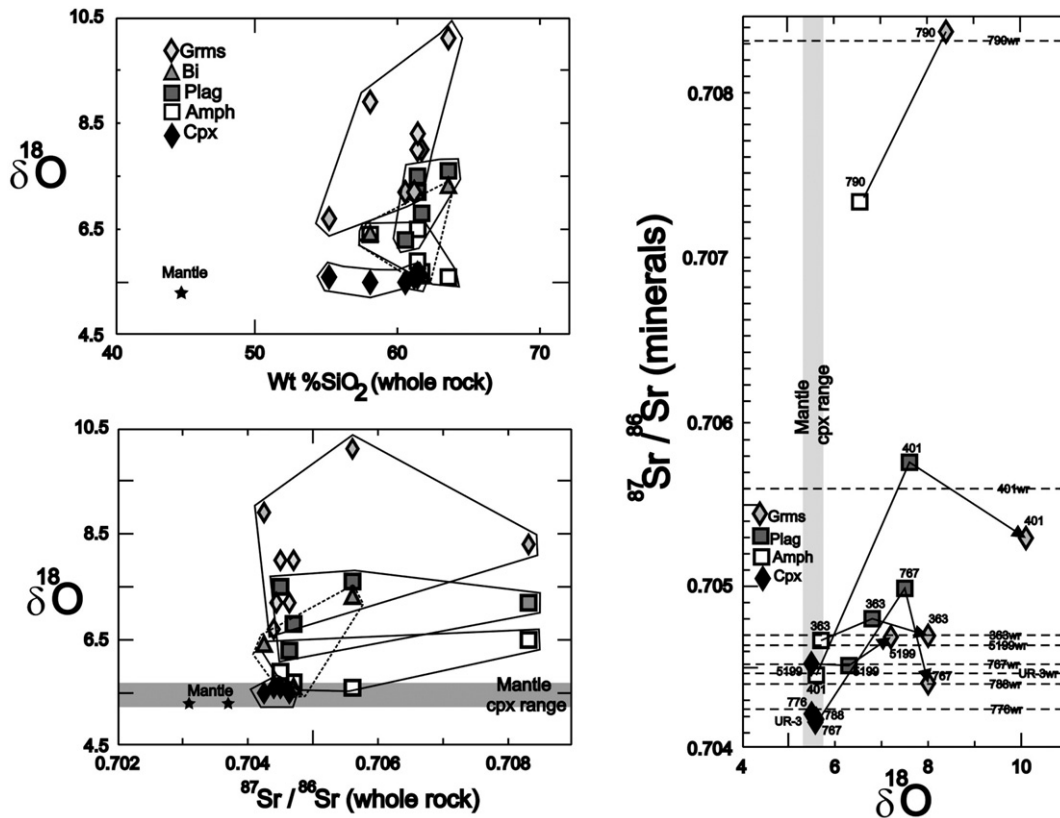 10.5
8.5
6.5
4.5
δ18O
Grms
Bi
Plag
Amph
Cpx
Mantle
40
50
60
70
Wt %SiO2 (whole rock)
10.5
8.5
6.5
4.5
δ18O
Mantle
Mantle
cpx range
0.702
0.704
0.706
0.708
87Sr / 86Sr (whole rock)
0.708
0.707
0.706
0.705
0.704
87Sr / 86Sr (minerals)
Mantle
cpx range
790
790wr
790
401
401wr
401
Grms
Plag
Amph
Cpx
767
363
363
363
363wr
5199
5199wr
5199
5199
767wr
UR-3wr
401
767
788wr
776
776wr
UR-3
788
767
4
6
8
10
δ18O